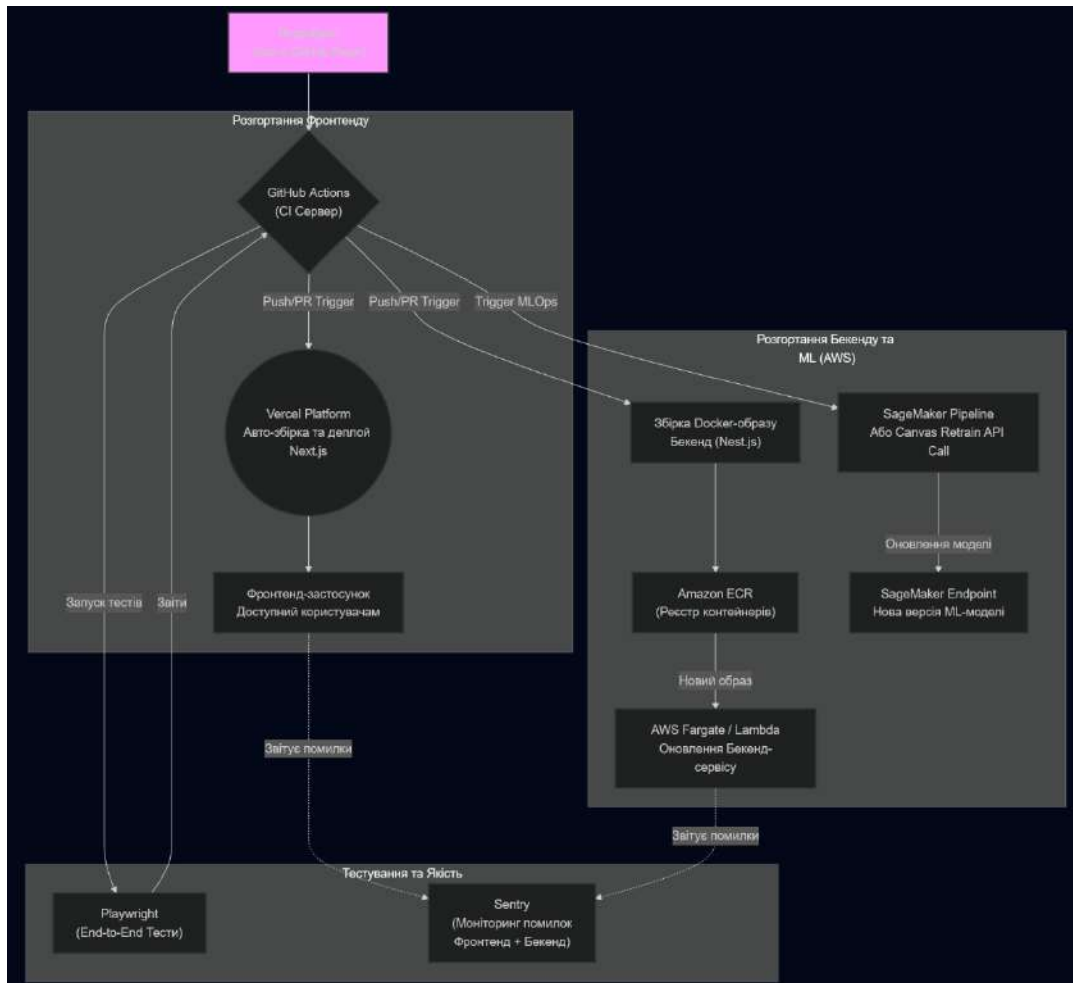 Розгортання Фронтенду
GitHub Actions
(CI Сервер)
Push/PR Trigger
Push/PR Trigger
Trigger MLOps
Розгортання Бекенду та
ML (AWS)
Vercel Platform
Авто-збірка та деплой
Next.js
Збірка Docker-образу
Бекенд (Nest.js)
SageMaker Pipeline
Або Canvas Retrain API
Call
Оновлення моделі
Запуск тестів
Звіти
Фронтенд-застосунок
Доступний користувачам
Amazon ECR
(Реєстр контейнерів)
SageMaker Endpoint
Нова версія ML-моделі
Новий образ
AWS Fargate / Lambda
Оновлення Бекенд-
сервісу
Звітує помилки
Звітує помилки
Тестування та Якість
Playwright
(End-to-End Тести)
Sentry
(Моніторинг помилок
Фронтенд + Бекенд)